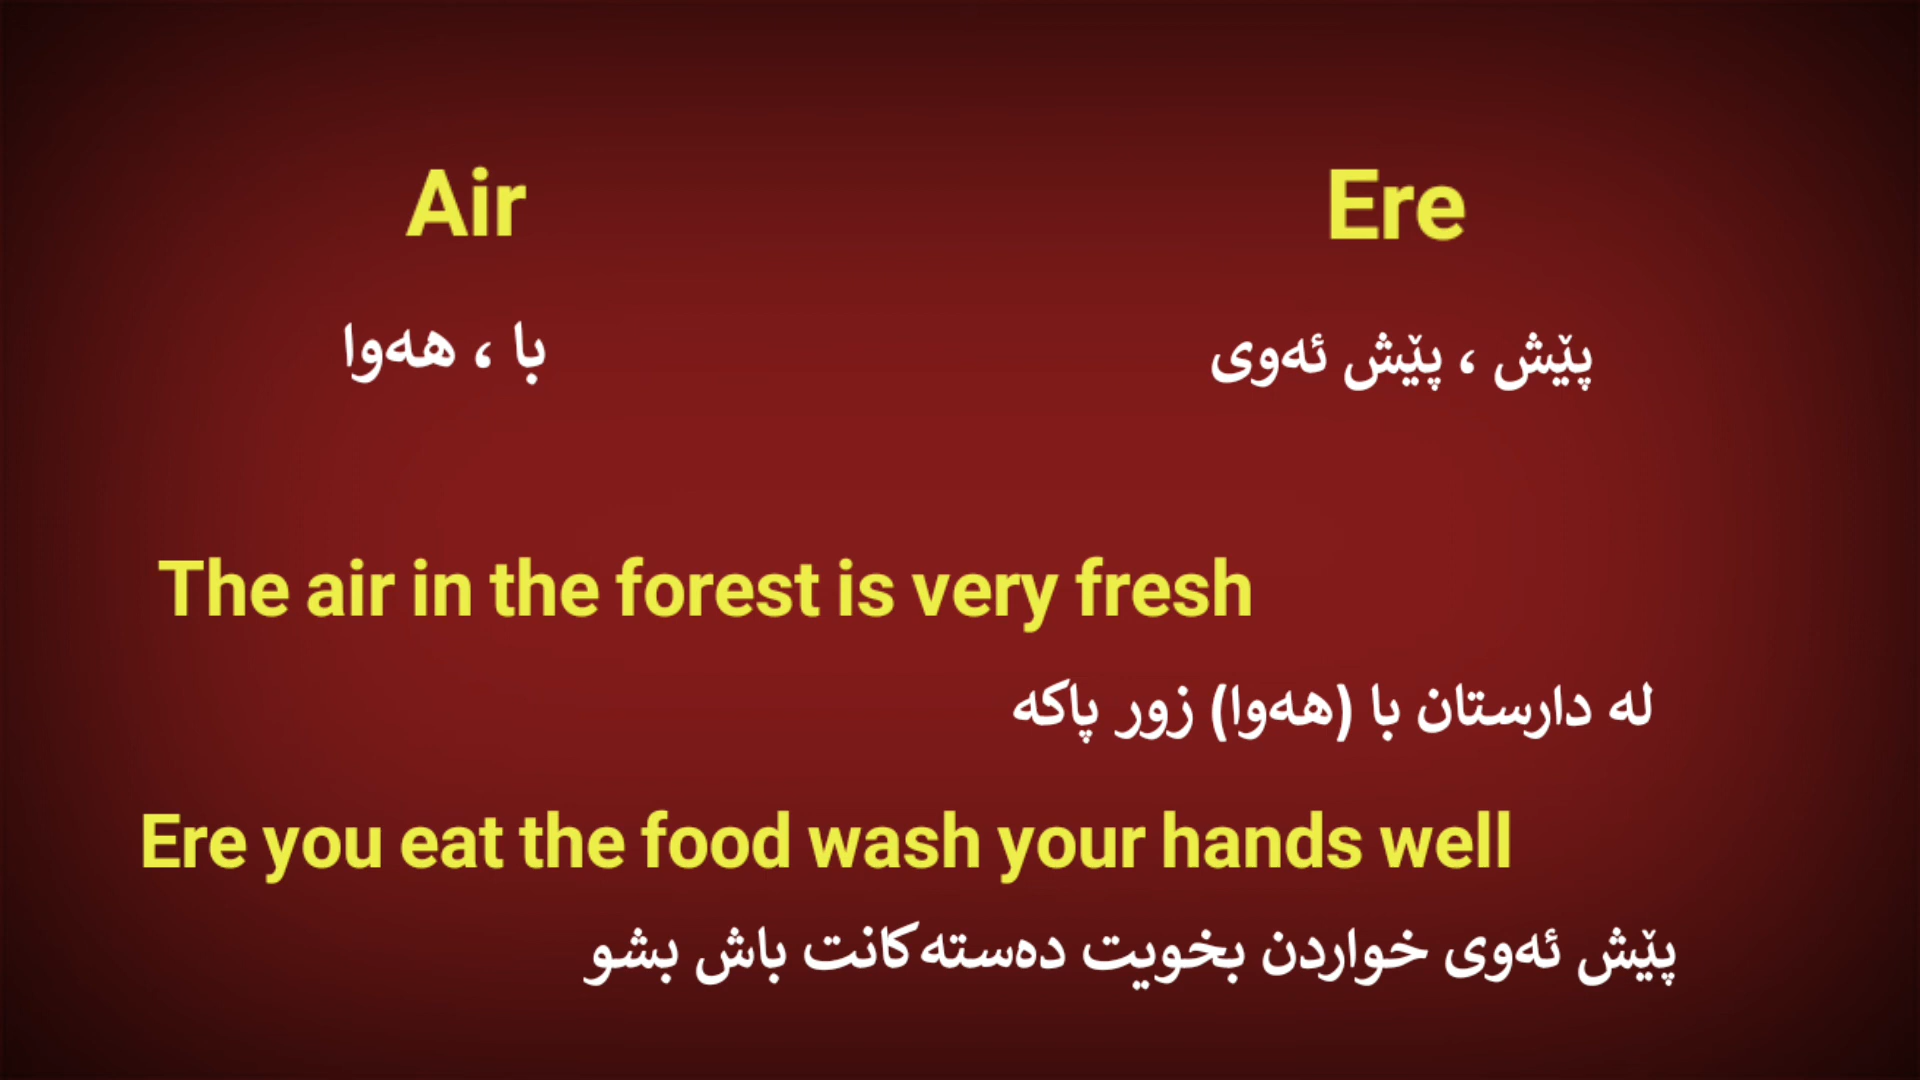 Air
Ere
با ، هەوا
پێش ، پێش ئەوی
The air in the forest is very fresh
لە دارستان با (هەوا) زور پاکە
Ere you eat the food wash your hands well
پێش ئەوی خواردن بخویت دەستەکانت باش بشو